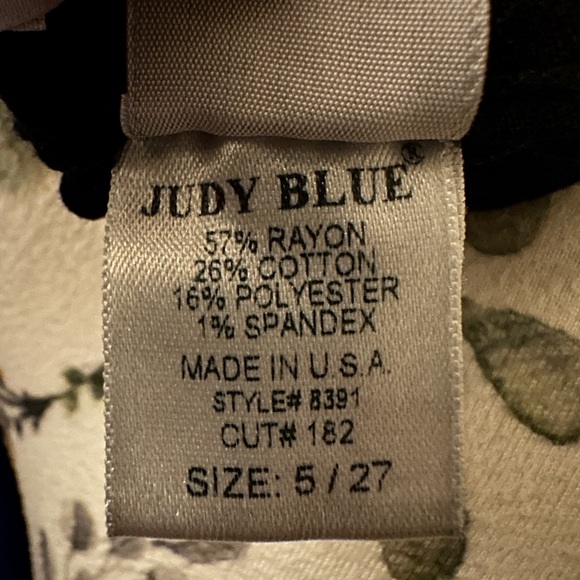 JUDY BLUE®
57% RAYON
26% COTTON
16% POLYESTER
1% SPANDEX
MADE IN U.S.A.
STYLE# 8391
CUT# 182
SIZE: 5 / 27